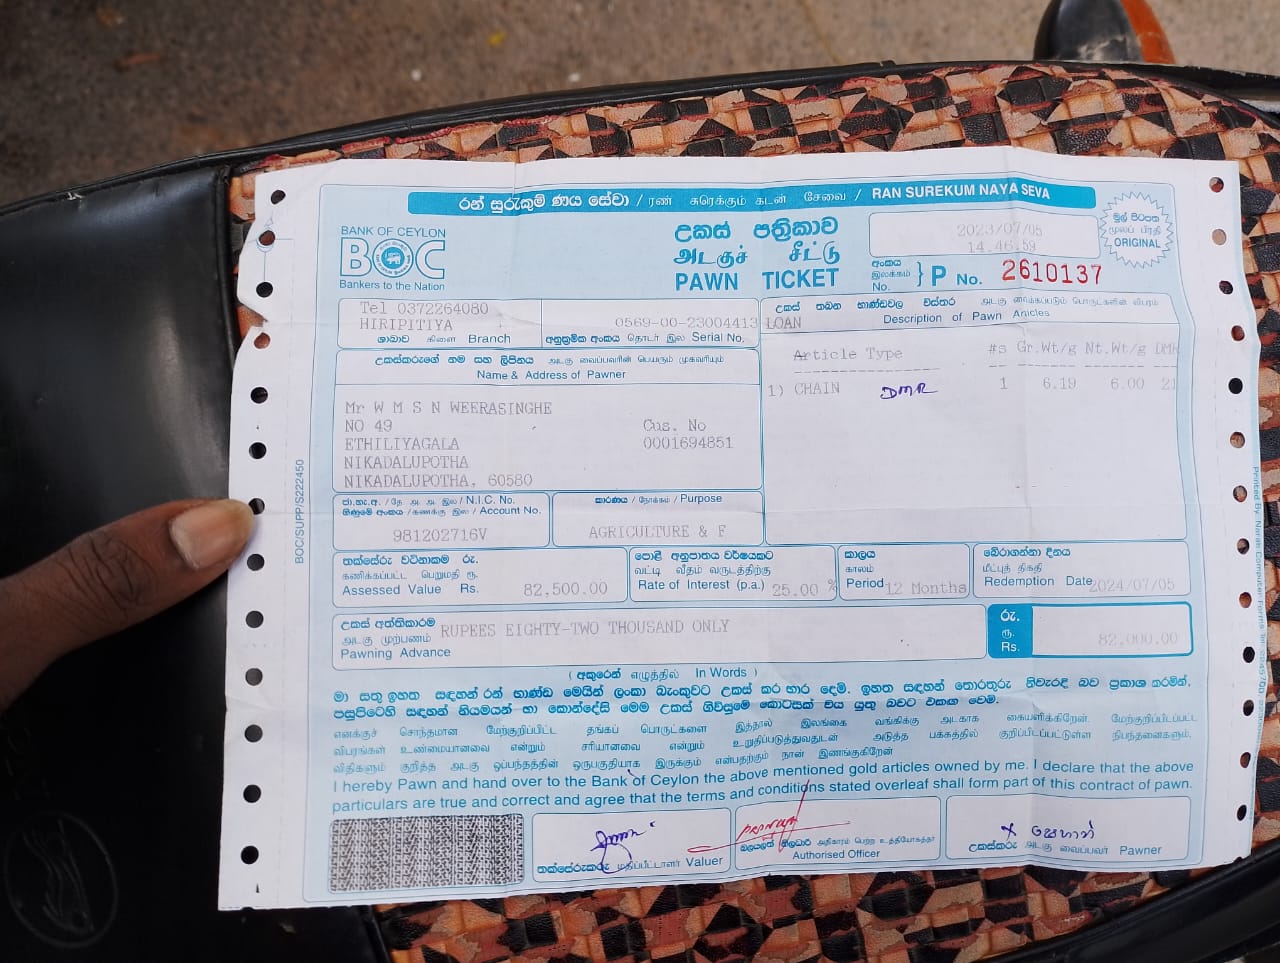 රන් සුරැකුම් ණය සේවා / ரண் சுரெக்கும் கடன் சேவை / RAN SUREKUM NAYA SEVA
BANK OF CEYLON
BOC
Bankers to the Nation
උකස් පත්‍රිකාව
அடகுச் சீட்டு
PAWN TICKET
2023/07/05
14.46.59
මුල් පිටපත
மூலப் பிரதி
ORIGINAL
අංකය
இலக்கம்
No.
P No. 2610137
Tel 0372264080
HIRIPITIYA
ශාඛාව கிளை Branch
0569-00-23004413 LOAN
අනුක්‍රමික අංකය தொடர் இல Serial No.
උකස් තබන භාණ්ඩවල විස්තර அடகு வைக்கப்படும் பொருட்களின் விபரம்
Description of Pawn Articles
Article Type #s Gr.Wt/g Nt.Wt/g
1) CHAIN DMR 1 6.19 6.00 21
උකස්කරුගේ නම සහ ලිපිනය அடகு வைப்பவரின் பெயரும் முகவரியும்
Name & Address of Pawner
Mr W M S N WEERASINGHE
NO 49 Cus. No
ETHILIYAGALA 0001694851
NIKADALUPOTHA
NIKADALUPOTHA, 60580
ජා.හැ.අ. / தே. அ. அ. இல / N.I.C. No.
ගිණුමේ අංකය / கணக்கு இல / Account No.
981202716V
කාරණය / நோக்கம் / Purpose
AGRICULTURE & F
තක්සේරු වටිනාකම රු.
கணிக்கப்பட்ட பெறுமதி ரூ.
Assessed Value Rs. 82,500.00
පොළී අනුපාතය වර්ෂයකට
வட்டி வீதம் வருடத்திற்கு
Rate of Interest (p.a.) 25.00 %
කාලය
காலம்
Period 12 Months
බේරාගන්නා දිනය
மீட்புத் திகதி
Redemption Date 2024/07/05
උකස් අත්තිකාරම
அடகு முற்பணம்
Pawning Advance
RUPEES EIGHTY-TWO THOUSAND ONLY
රු.
ரூ.
Rs.
82,000.00
( අකුරෙන් எழுத்தில் In Words )
මා සතු ඉහත සඳහන් රන් භාණ්ඩ මෙයින් ලංකා බැංකුවට උකස් කර භාර දෙමි. ඉහත සඳහන් තොරතුරු නිවැරදි බව ප්‍රකාශ කරමින්,
පසුපිටෙහි සඳහන් නියමයන් හා කොන්දේසි මෙම උකස් ගිවිසුමේ කොටසක් විය යුතු බවට එකඟ වෙමි.
எனக்குச் சொந்தமான மேற்குறிப்பிட்ட தங்கப் பொருட்களை இத்தால் இலங்கை வங்கிக்கு அடகாக கையளிக்கிறேன். மேற்குறிப்பிட்டப்பட்ட
விபரங்கள் உண்மையானவை என்றும் சரியானவை என்றும் உறுதிப்படுத்துவதுடன் அடுத்த பக்கத்தில் குறிப்பிட்டப்பட்டுள்ள நிபந்தனைகளும்,
விதிகளும் குறித்த அடகு ஒப்பந்தத்தின் ஒருபகுதியாக இருக்கும் என்பதற்கும் நான் இணங்குகிறேன்
I hereby Pawn and hand over to the Bank of Ceylon the above mentioned gold articles owned by me. I declare that the above
particulars are true and correct and agree that the terms and conditions stated overleaf shall form part of this contract of pawn.
තක්සේරුකරු மதிப்பீட்டாளர் Valuer
බලයලත් නිලධාරි அதிகாரம் பெற்ற உத்தியோகத்தர்
Authorised Officer
x සෙහාන්
උකස්කරු அடகு வைப்பவர் Pawner
BOC/SUPP/S222450